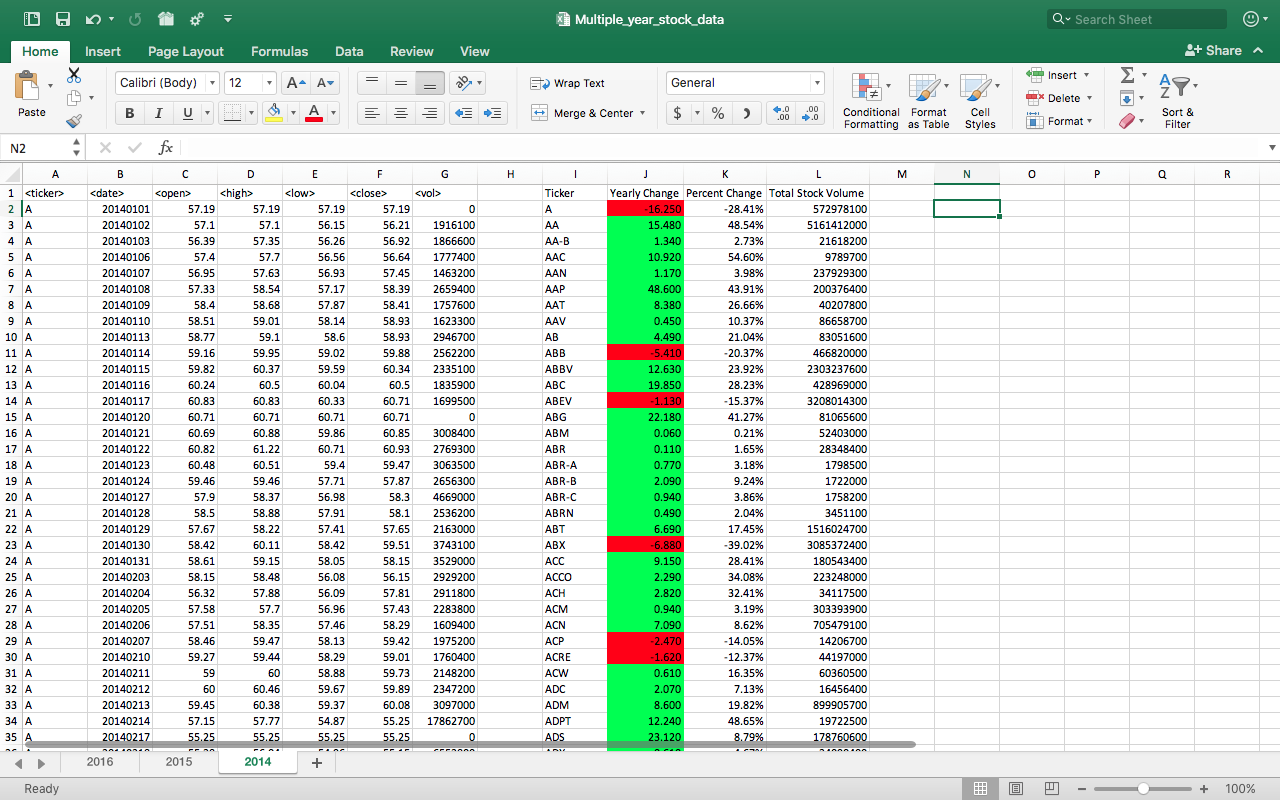 Multiple_year_stock_data
Search Sheet
Home Insert Page Layout Formulas Data Review View Share
Calibri (Body) 12 A A Wrap Text General Insert
Paste B I U A Merge & Center $ % Conditional Formatting Format as Table Cell Styles Delete Format Sort & Filter
N2 fx
A B C D E F G H I J K L M N O P Q R
1 <ticker> <date> <open> <high> <low> <close> <vol> Ticker Yearly Change Percent Change Total Stock Volume
2 A 20140101 57.19 57.19 57.19 57.19 0 A -16.250 -28.41% 572978100
3 A 20140102 57.1 57.1 56.15 56.21 1916100 AA 15.480 48.54% 5161412000
4 A 20140103 56.39 57.35 56.26 56.92 1866600 AA-B 1.340 2.73% 21618200
5 A 20140106 57.4 57.7 56.56 56.64 1777400 AAC 10.920 54.60% 9789700
6 A 20140107 56.95 57.63 56.93 57.45 1463200 AAN 1.170 3.98% 237929300
7 A 20140108 57.33 58.54 57.17 58.39 2659400 AAP 48.600 43.91% 200376400
8 A 20140109 58.4 58.68 57.87 58.41 1757600 AAT 8.380 26.66% 40207800
9 A 20140110 58.51 59.01 58.14 58.93 1623300 AAV 0.450 10.37% 86658700
10 A 20140113 58.77 59.1 58.6 58.93 2946700 AB 4.490 21.04% 83051600
11 A 20140114 59.16 59.95 59.02 59.88 2562200 ABB -5.410 -20.37% 466820000
12 A 20140115 59.82 60.37 59.59 60.34 2335100 ABBV 12.630 23.92% 2303237600
13 A 20140116 60.24 60.5 60.04 60.5 1835900 ABC 19.850 28.23% 428969000
14 A 20140117 60.83 60.83 60.33 60.71 1699500 ABEV -1.130 -15.37% 3208014300
15 A 20140120 60.71 60.71 60.71 60.71 0 ABG 22.180 41.27% 81065600
16 A 20140121 60.69 60.88 59.86 60.85 3008400 ABM 0.060 0.21% 52403000
17 A 20140122 60.82 61.22 60.71 60.93 2769300 ABR 0.110 1.65% 28348400
18 A 20140123 60.48 60.51 59.4 59.47 3063500 ABR-A 0.770 3.18% 1798500
19 A 20140124 59.46 59.46 57.71 57.87 2656300 ABR-B 2.090 9.24% 1722000
20 A 20140127 57.9 58.37 56.98 58.3 4669000 ABR-C 0.940 3.86% 1758200
21 A 20140128 58.5 58.88 57.91 58.1 2536200 ABRN 0.490 2.04% 3451100
22 A 20140129 57.67 58.22 57.41 57.65 2163000 ABT 6.690 17.45% 1516024700
23 A 20140130 58.42 60.11 58.42 59.51 3743100 ABX -6.880 -39.02% 3085372400
24 A 20140131 58.61 59.15 58.05 58.15 3529000 ACC 9.150 28.41% 180543400
25 A 20140203 58.15 58.48 56.08 56.15 2929200 ACCO 2.290 34.08% 223248000
26 A 20140204 56.32 57.88 56.09 57.81 2911800 ACH 2.820 32.41% 34117500
27 A 20140205 57.58 57.7 56.96 57.43 2283800 ACM 0.940 3.19% 303393900
28 A 20140206 57.51 58.35 57.46 58.29 1609400 ACN 7.090 8.62% 705479100
29 A 20140207 58.46 59.47 58.13 59.42 1975200 ACP -2.470 -14.05% 14206700
30 A 20140210 59.27 59.44 58.29 59.01 1760400 ACRE -1.620 -12.37% 44197000
31 A 20140211 59 60 58.88 59.73 2148200 ACW 0.610 16.35% 60360500
32 A 20140212 60 60.46 59.67 59.89 2347200 ADC 2.070 7.13% 16456400
33 A 20140213 59.45 60.38 59.37 60.08 3097000 ADM 8.600 19.82% 899905700
34 A 20140214 57.15 57.77 54.87 55.25 17862700 ADPT 12.240 48.65% 19722500
35 A 20140217 55.25 55.25 55.25 55.25 0 ADS 23.120 8.79% 178760600
2016 2015 2014 +
Ready 100%